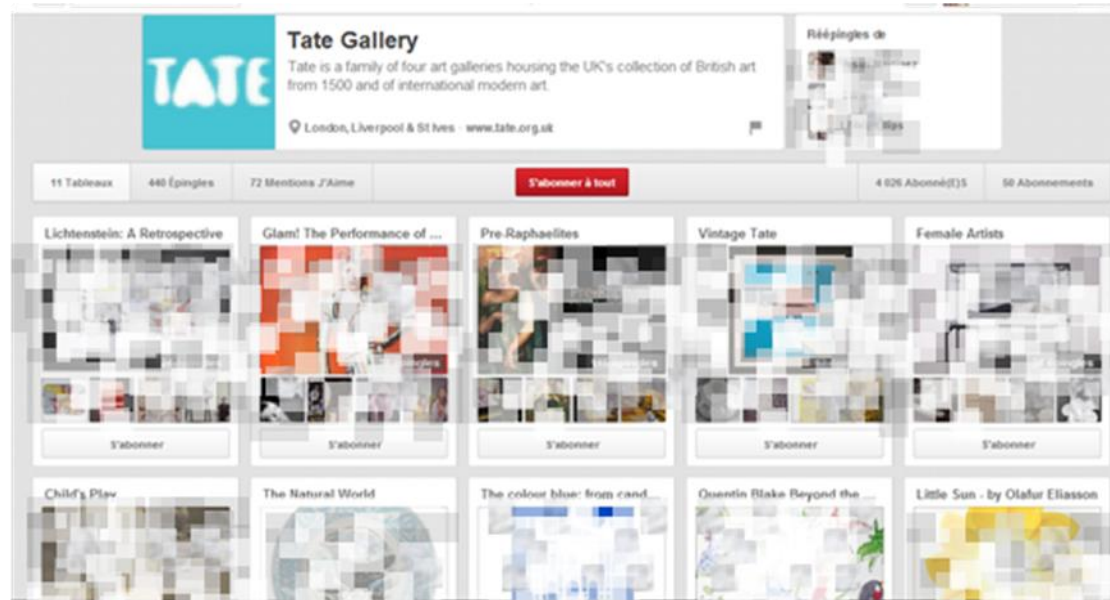 TATE
Tate Gallery
Tate is a family of four art galleries housing the UK's collection of British art
from 1500 and of international modern art.
London, Liverpool & St Ives · www.tate.org.uk
Réépingles de
11 Tableaux
440 Épingles
72 Mentions J'Aime
S'abonner à tout
4 026 Abonné(E)S
50 Abonnements
Lichtenstein: A Retrospective
Glam! The Performance of ...
Pre-Raphaelites
Vintage Tate
Female Artists
S'abonner
S'abonner
S'abonner
S'abonner
S'abonner
Child's Play
The Natural World
The colour blue: from cand...
Quentin Blake Beyond the ...
Little Sun - by Olafur Eliasson